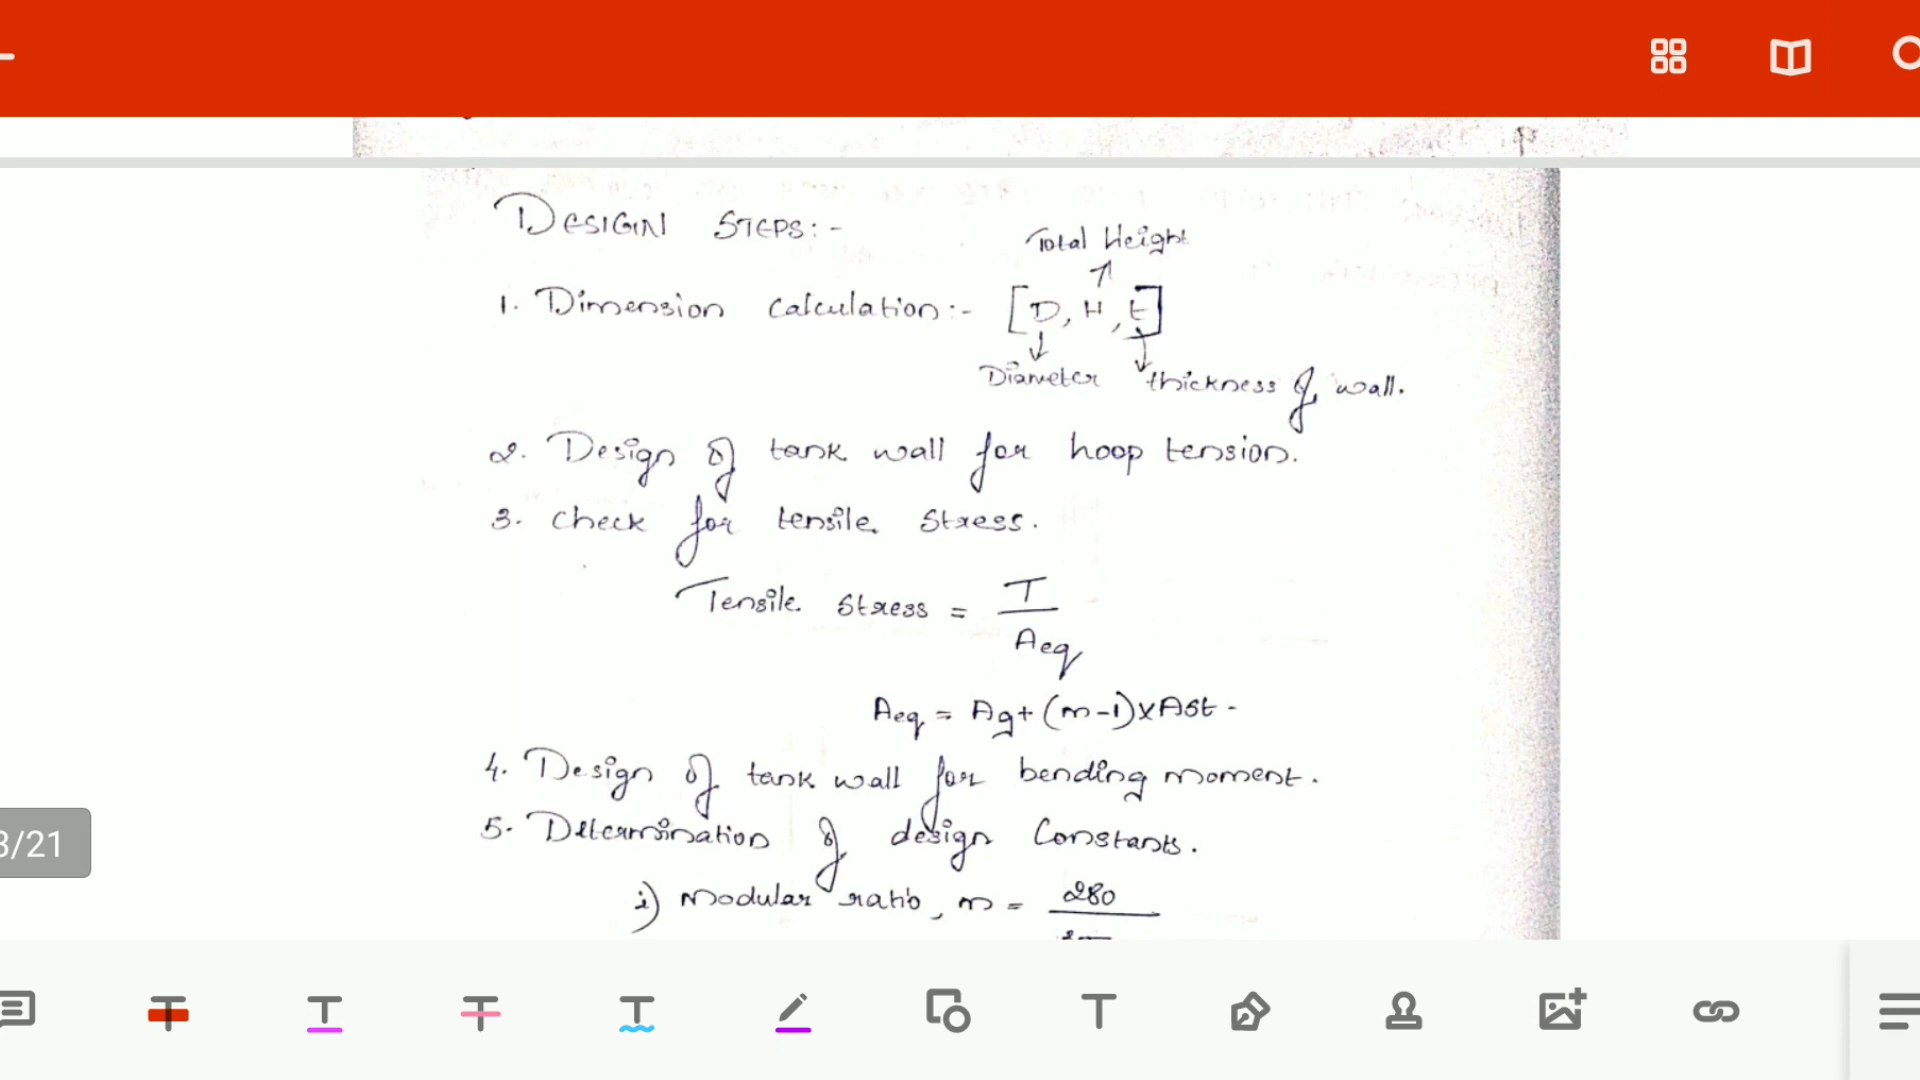 DESIGN STEPS:-
Total Height
1. Dimension calculation:- [D, H, t]
Diameter thickness of wall.
2. Design of tank wall for hoop tension.
3. check for tensile stress.
Tensile stress = T
Aeq
Aeq = Ag+(m-1)xAst.
4. Design of tank wall for bending moment.
5. Determination of design constants.
i) Modular ratio, m = 280
3/21